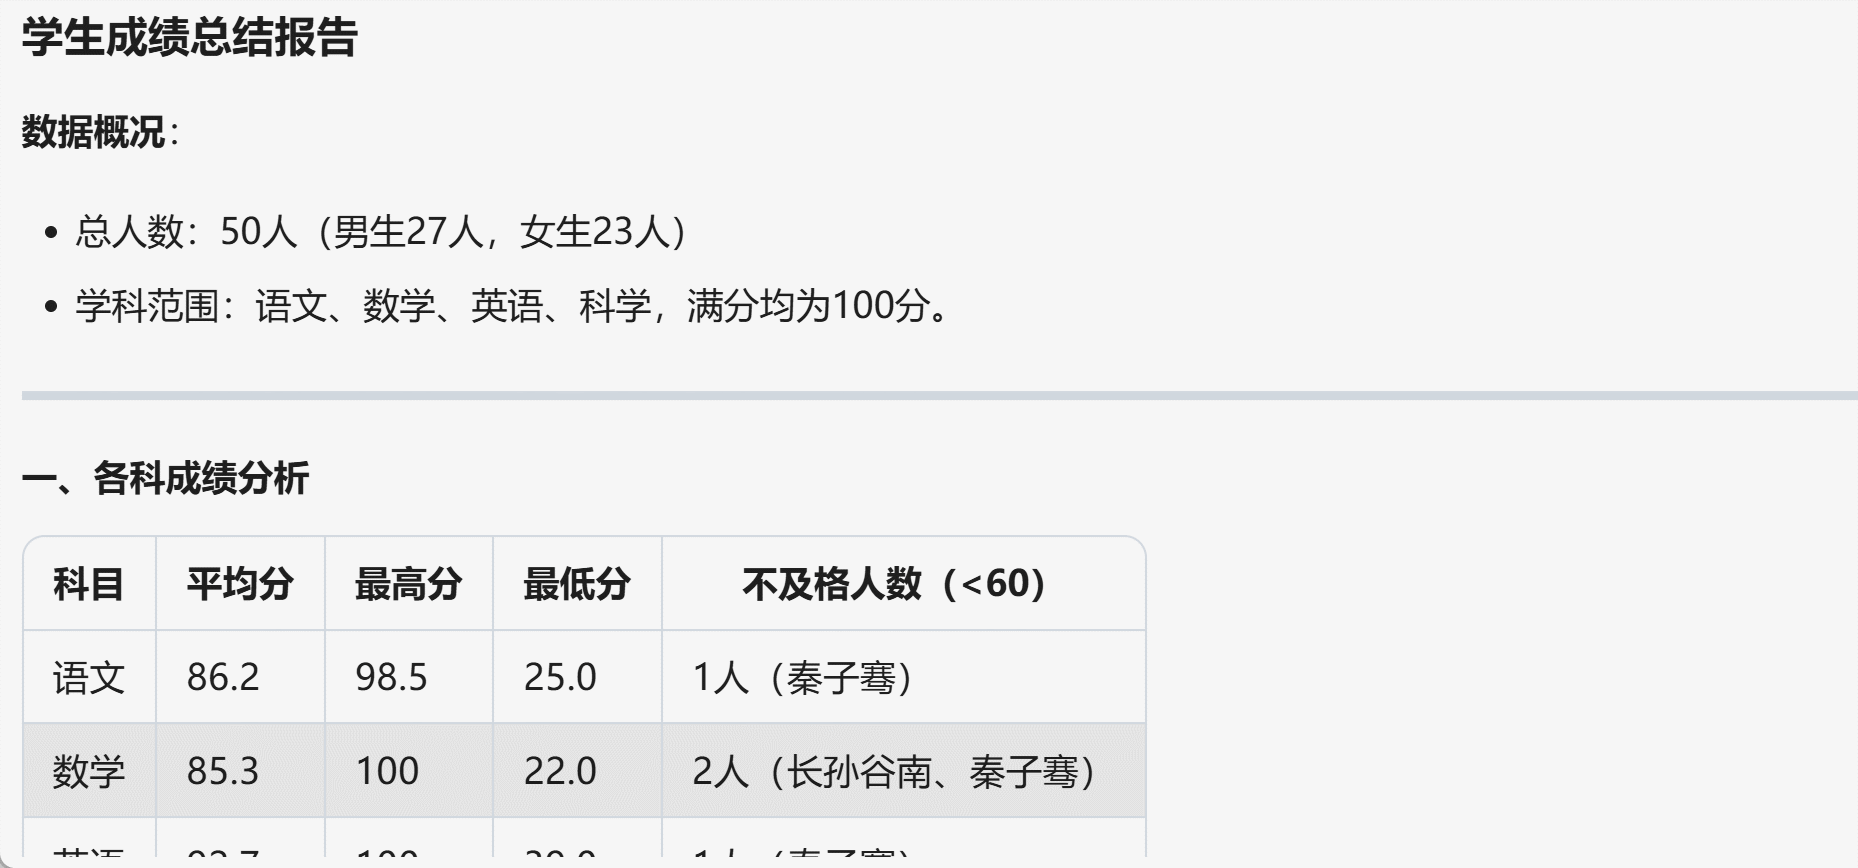 学生成绩总结报告
数据概况：
• 总人数：50人（男生27人，女生23人）
• 学科范围：语文、数学、英语、科学，满分均为100分。
一、各科成绩分析
科目 平均分 最高分 最低分 不及格人数（<60）
语文 86.2 98.5 25.0 1人（秦子骞）
数学 85.3 100 22.0 2人（长孙谷南、秦子骞）